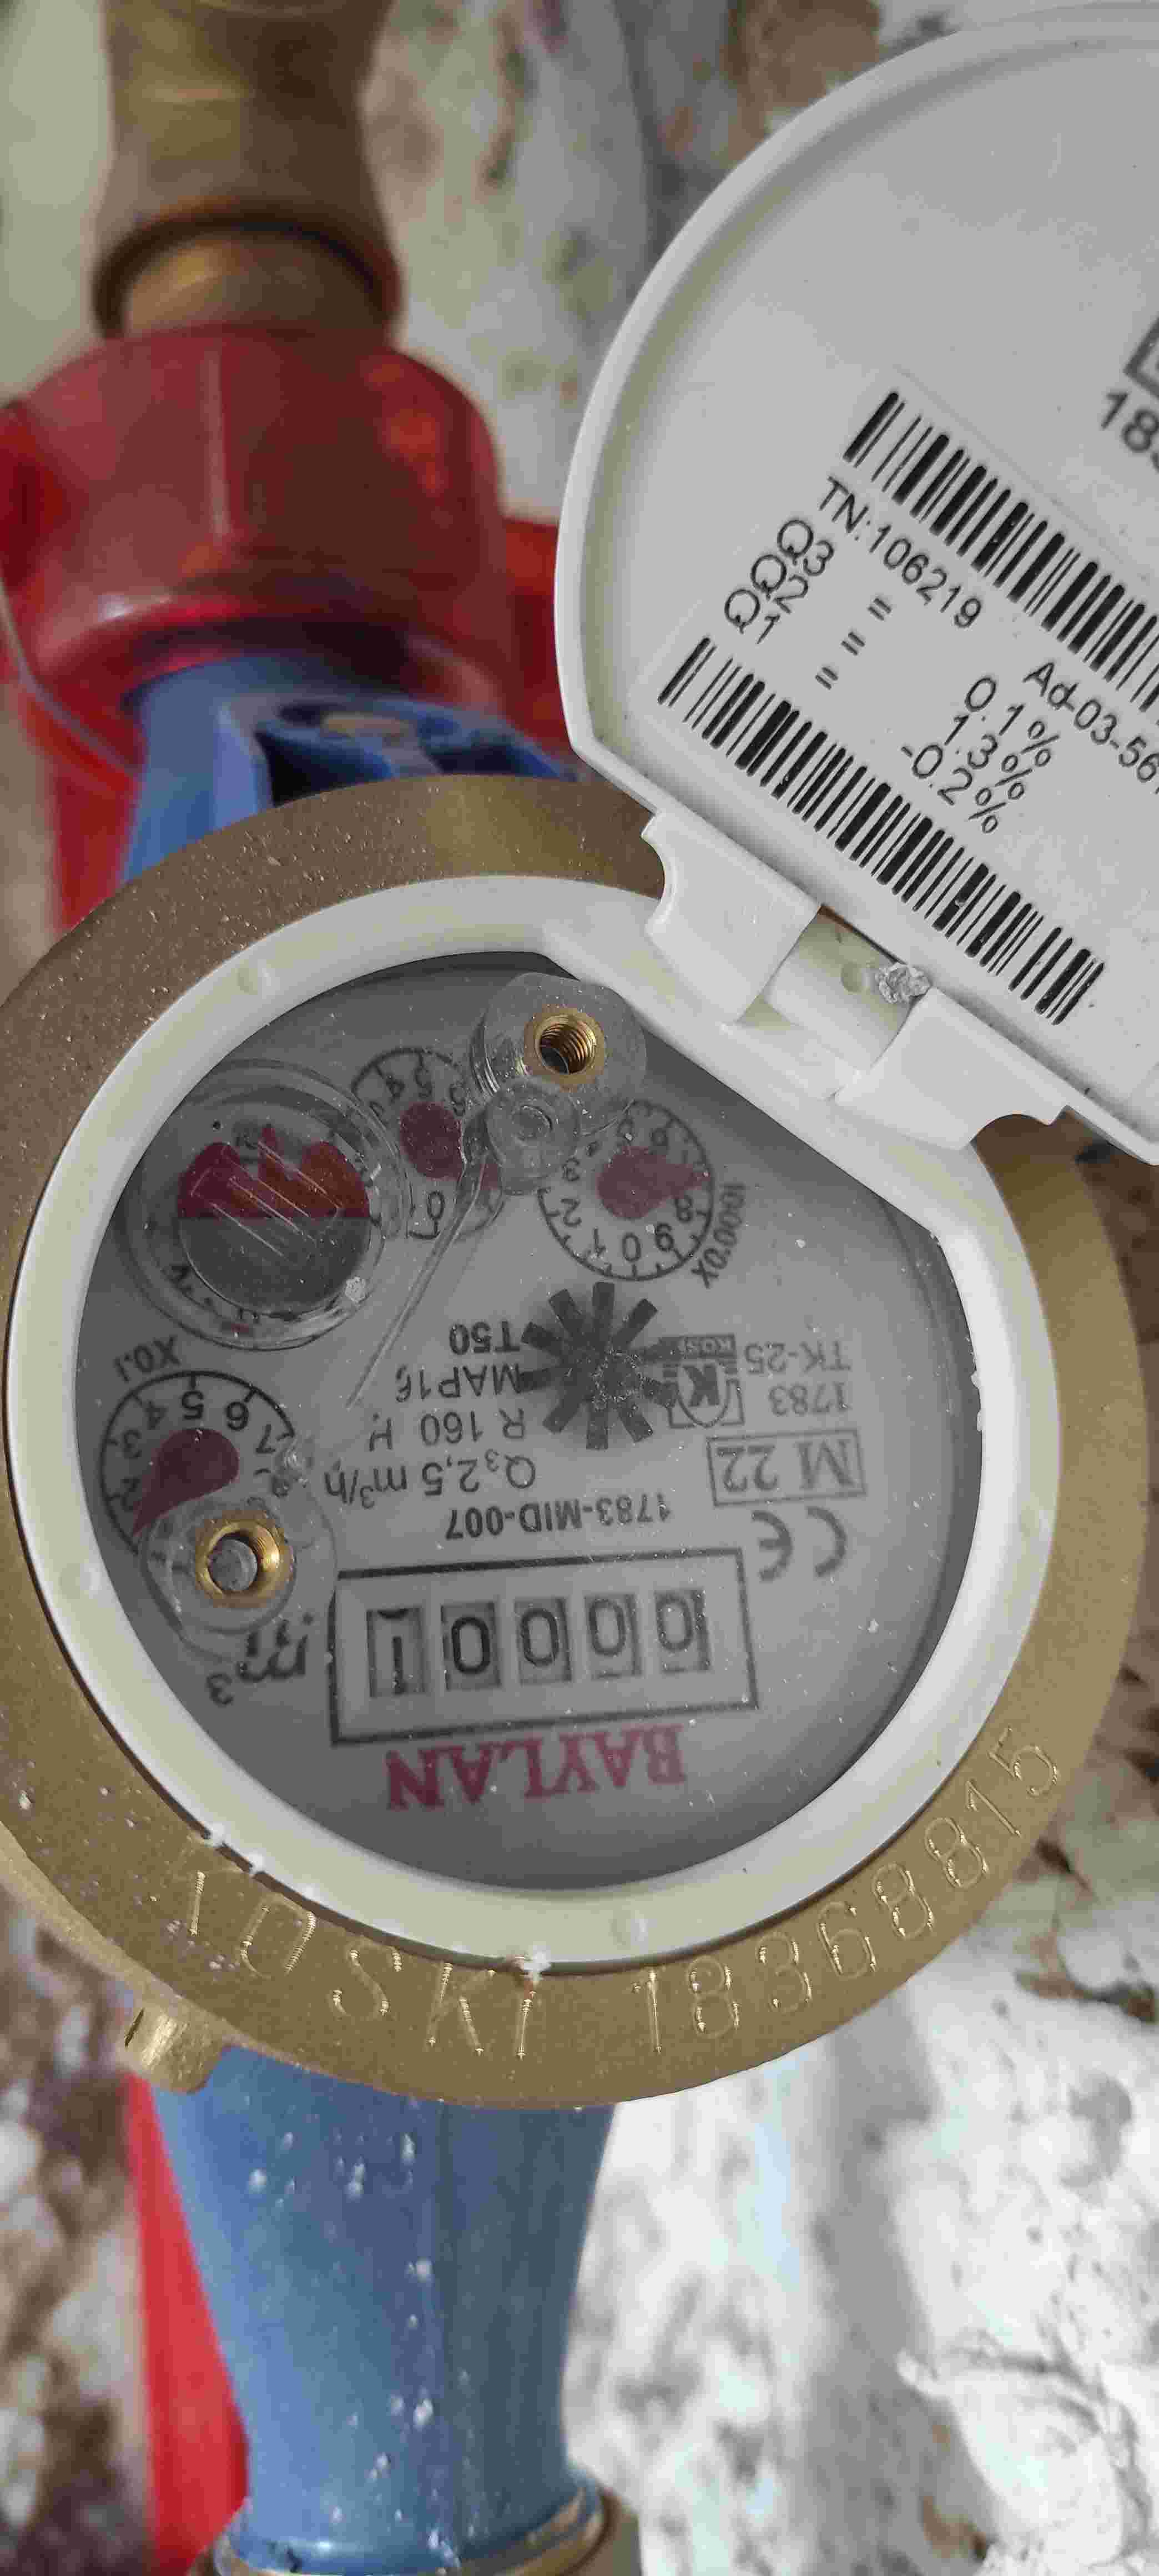 TN:106219
Ad-03-56
Q3 = 0.1%
Q2 = 1.3%
Q1 = -0.2%
BAYLAN
00001
m3
1783-MID-007
CE
M 22
Q3 2,5 m3/h
R 160 H
MAP16
T50
1783
TK-25
K
X0.1
X0.0001
KOSKI 18368815